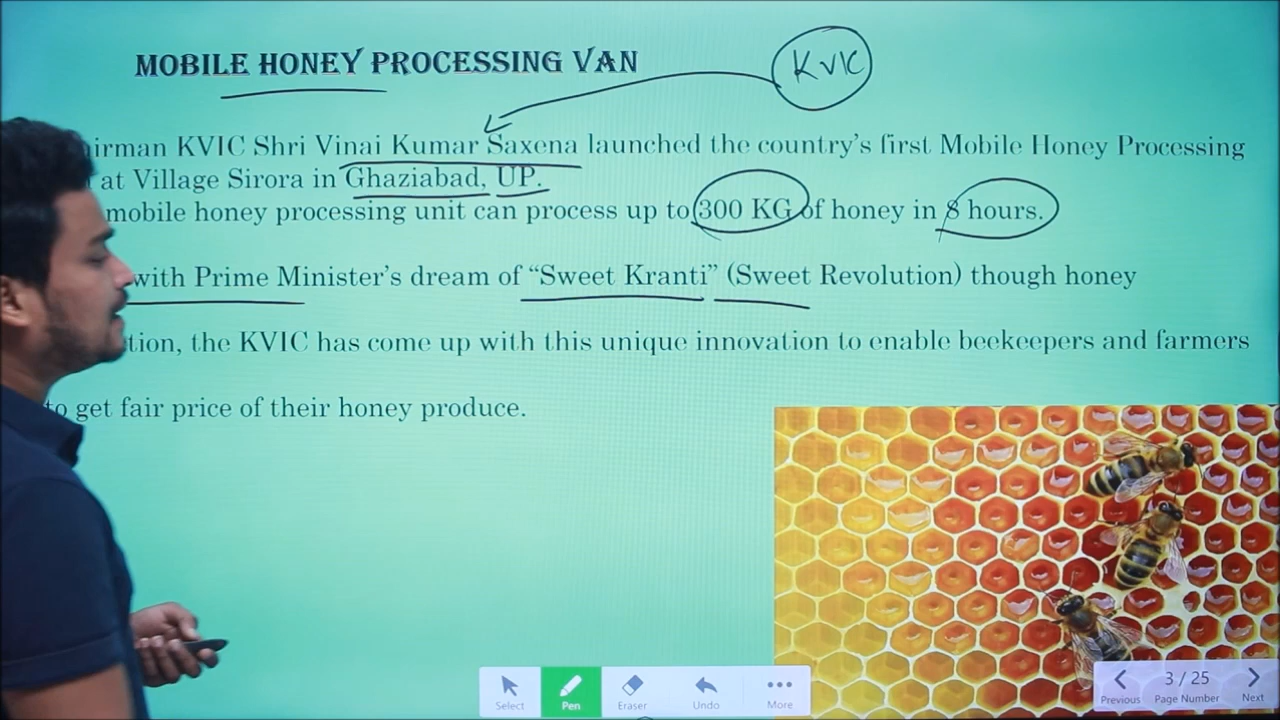 MOBILE HONEY PROCESSING VAN
KVIC
irman KVIC Shri Vinai Kumar Saxena launched the country's first Mobile Honey Processing
at Village Sirora in Ghaziabad, UP.
mobile honey processing unit can process up to 300 KG of honey in 8 hours.
with Prime Minister's dream of “Sweet Kranti” (Sweet Revolution) though honey
tion, the KVIC has come up with this unique innovation to enable beekeepers and farmers
to get fair price of their honey produce.
Select Pen Eraser Undo More
Previous 3 / 25 Page Number Next